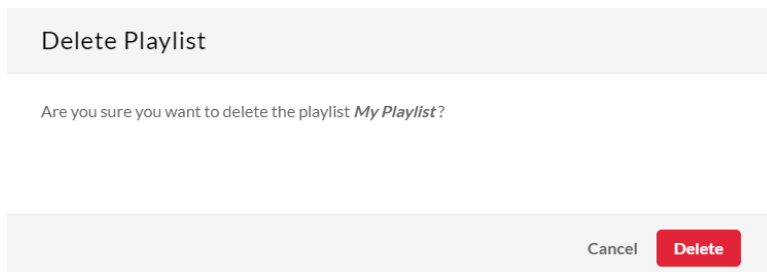 Delete Playlist
Are you sure you want to delete the playlist My Playlist?
Cancel Delete